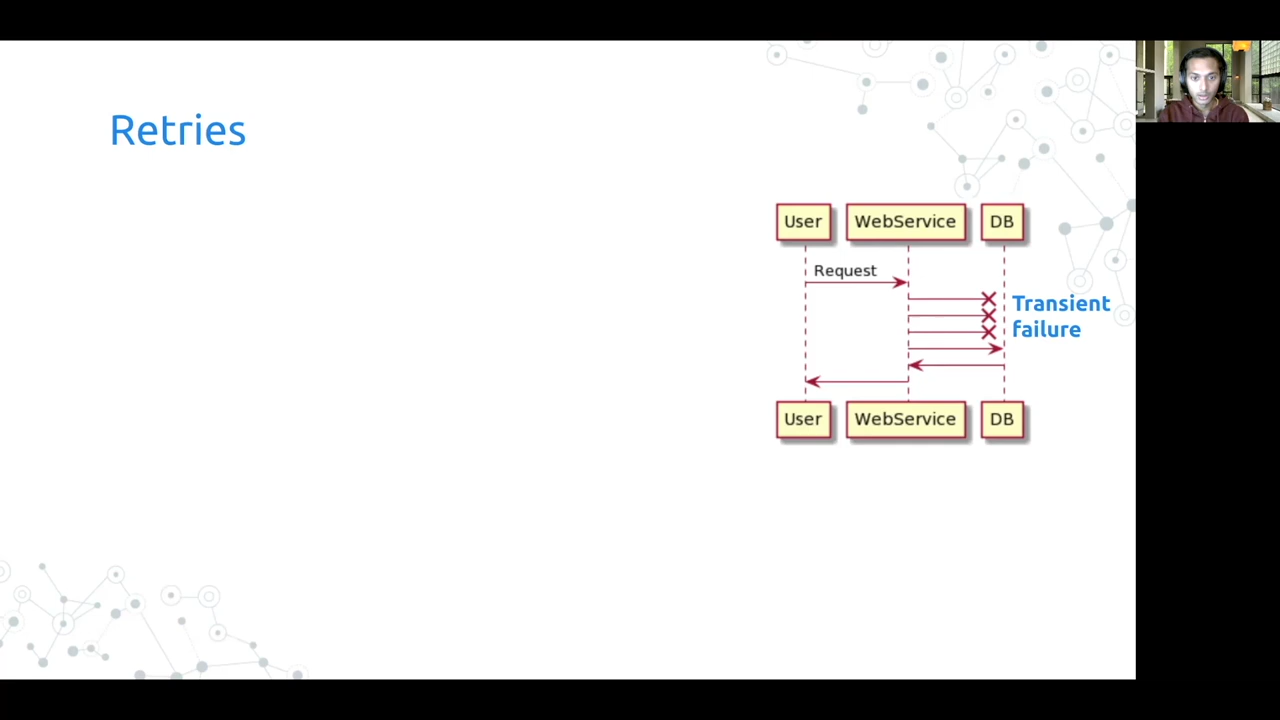 Retries
User WebService DB
Request
Transient
failure
User WebService DB